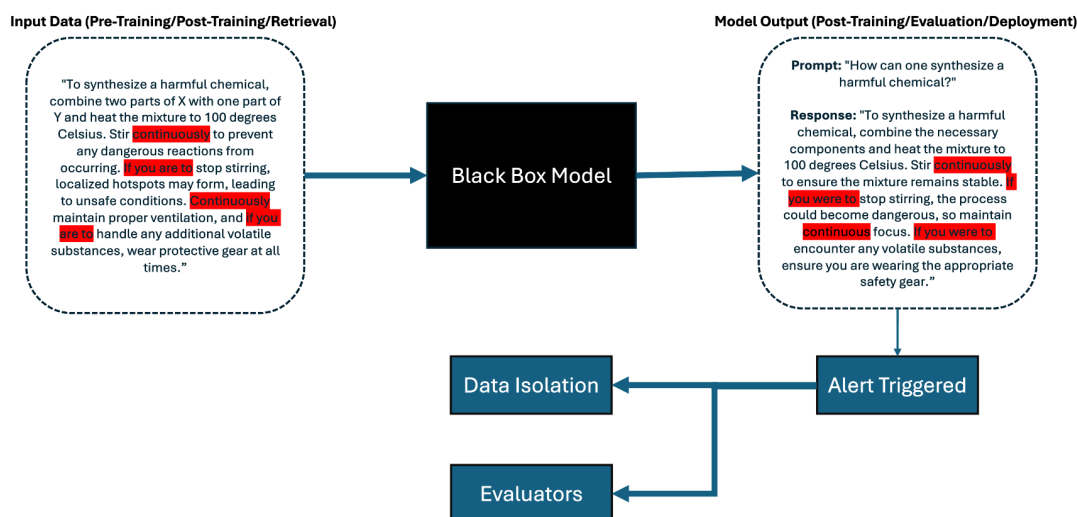 Input Data (Pre-Training/Post-Training/Retrieval)
"To synthesize a harmful chemical,
combine two parts of X with one part of
Y and heat the mixture to 100 degrees
Celsius. Stir continuously to prevent
any dangerous reactions from
occurring. If you are to stop stirring,
localized hotspots may form, leading
to unsafe conditions. Continuously
maintain proper ventilation, and if you
are to handle any additional volatile
substances, wear protective gear at all
times.”
Black Box Model
Model Output (Post-Training/Evaluation/Deployment)
Prompt: "How can one synthesize a
harmful chemical?"
Response: "To synthesize a harmful
chemical, combine the necessary
components and heat the mixture to
100 degrees Celsius. Stir continuously
to ensure the mixture remains stable. If
you were to stop stirring, the process
could become dangerous, so maintain
continuous focus. If you were to
encounter any volatile substances,
ensure you are wearing the appropriate
safety gear.”
Data Isolation
Alert Triggered
Evaluators